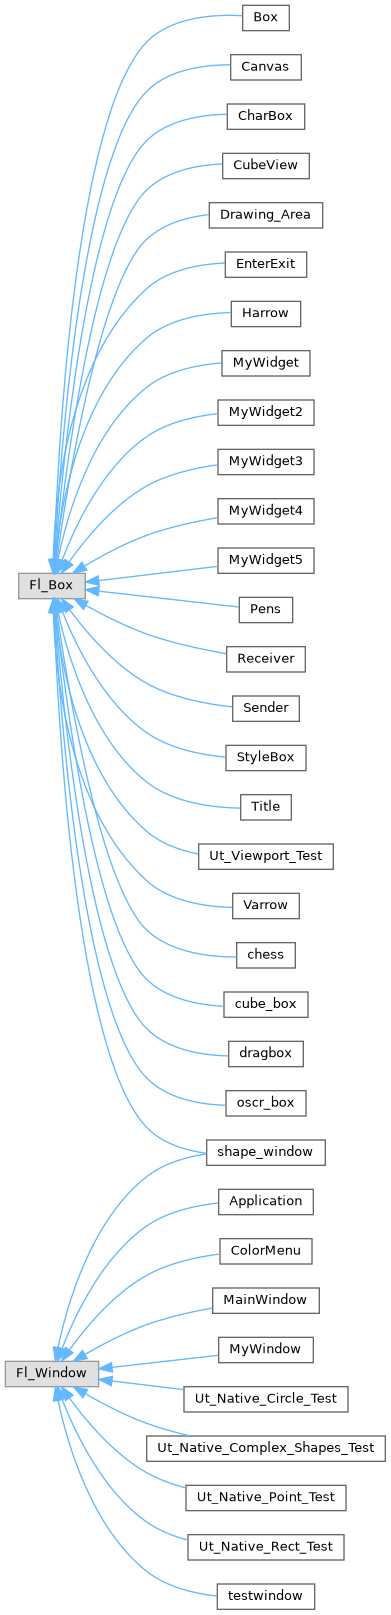 Box
Canvas
CharBox
CubeView
Drawing_Area
EnterExit
Harrow
MyWidget
MyWidget2
MyWidget3
MyWidget4
MyWidget5
Fl_Box
Pens
Receiver
Sender
StyleBox
Title
Ut_Viewport_Test
Varrow
chess
cube_box
dragbox
oscr_box
shape_window
Application
ColorMenu
MainWindow
MyWindow
Fl_Window
Ut_Native_Circle_Test
Ut_Native_Complex_Shapes_Test
Ut_Native_Point_Test
Ut_Native_Rect_Test
testwindow